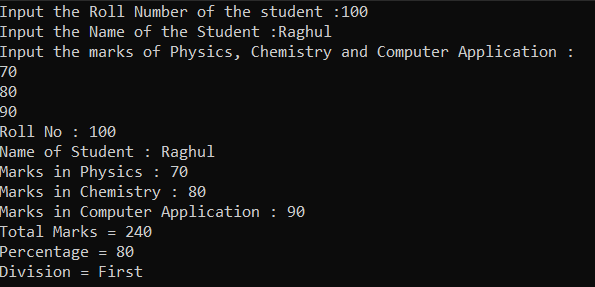 Input the Roll Number of the student :100
Input the Name of the Student :Raghul
Input the marks of Physics, Chemistry and Computer Application :
70
80
90
Roll No : 100
Name of Student : Raghul
Marks in Physics : 70
Marks in Chemistry : 80
Marks in Computer Application : 90
Total Marks = 240
Percentage = 80
Division = First